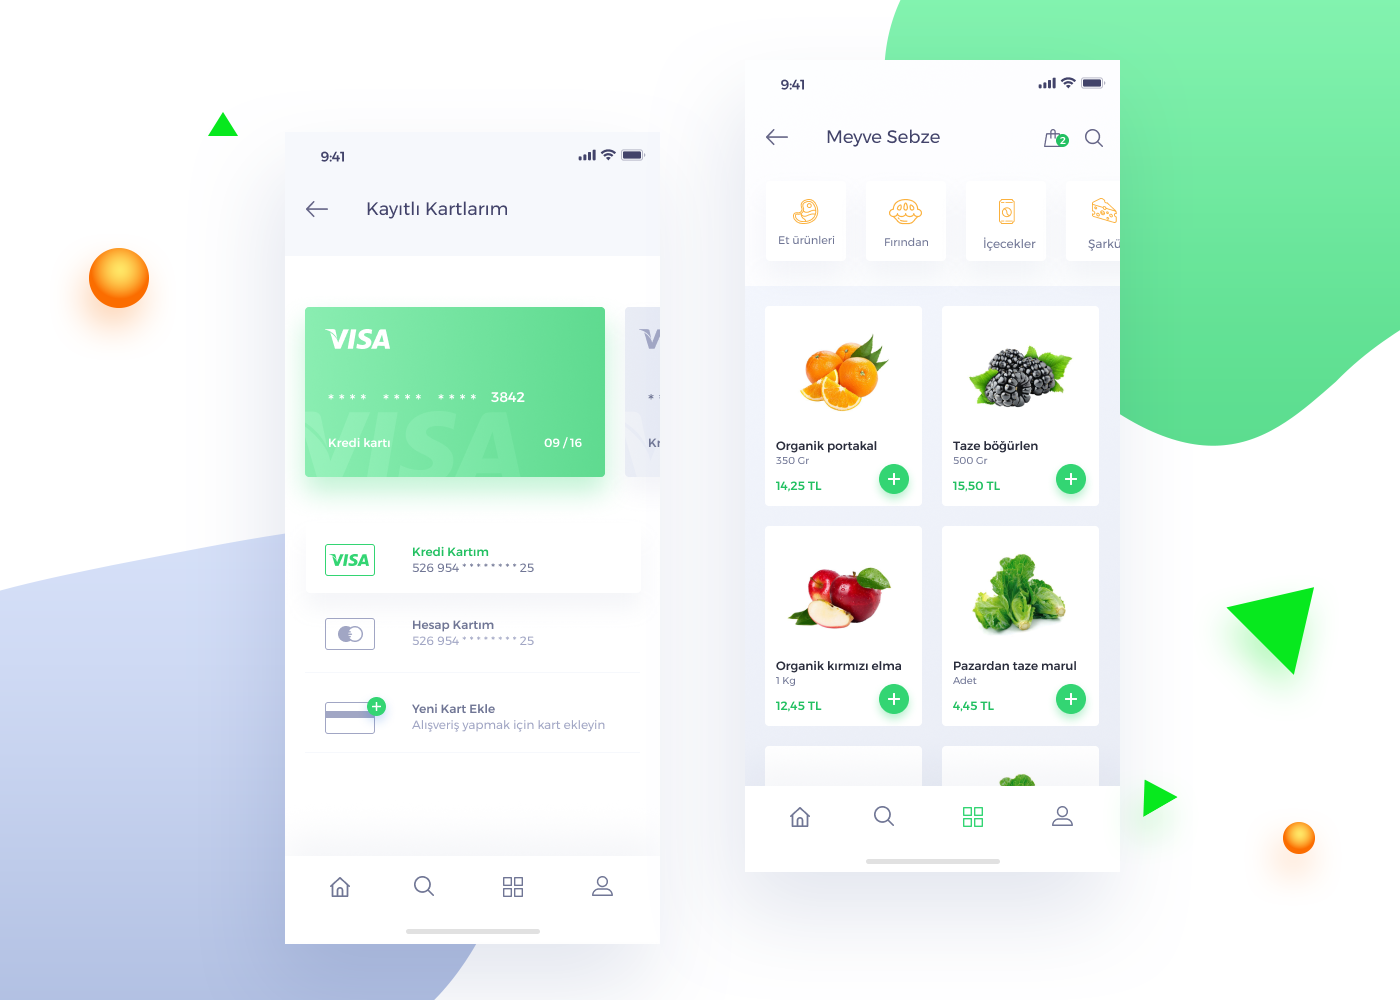 9:41
Kayıtlı Kartlarım
VISA
* * * * * * * * * * * * 3842
VISA
Kredi kartı 09 / 16
VISA
Kredi Kartım
526 954 * * * * * * * * 25
Hesap Kartım
526 954 * * * * * * * * 25
Yeni Kart Ekle
Alışveriş yapmak için kart ekleyin
9:41
Meyve Sebze
2
Et ürünleri
Fırından
İçecekler
Şarkü
Organik portakal
350 Gr
14,25 TL
Taze böğürlen
500 Gr
15,50 TL
Organik kırmızı elma
1 Kg
12,45 TL
Pazardan taze marul
Adet
4,45 TL